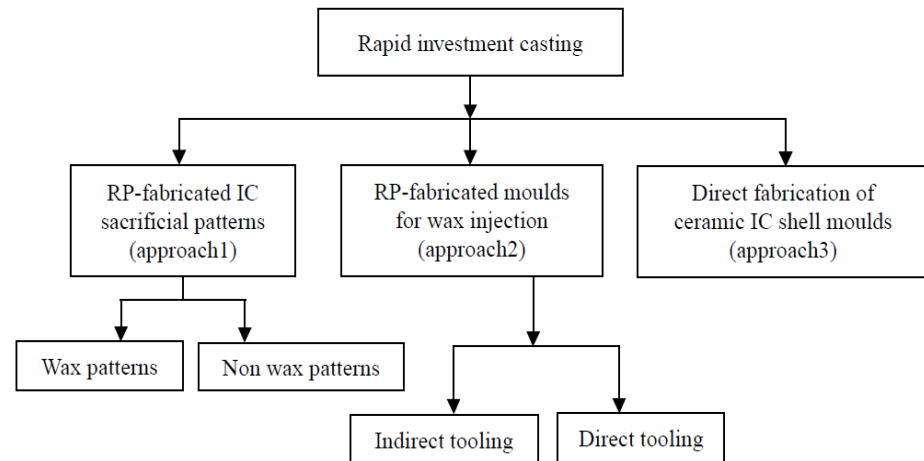 Rapid investment casting
RP-fabricated IC
sacrificial patterns
(approach1)
RP-fabricated moulds
for wax injection
(approach2)
Direct fabrication of
ceramic IC shell moulds
(approach3)
Wax patterns
Non wax patterns
Indirect tooling
Direct tooling